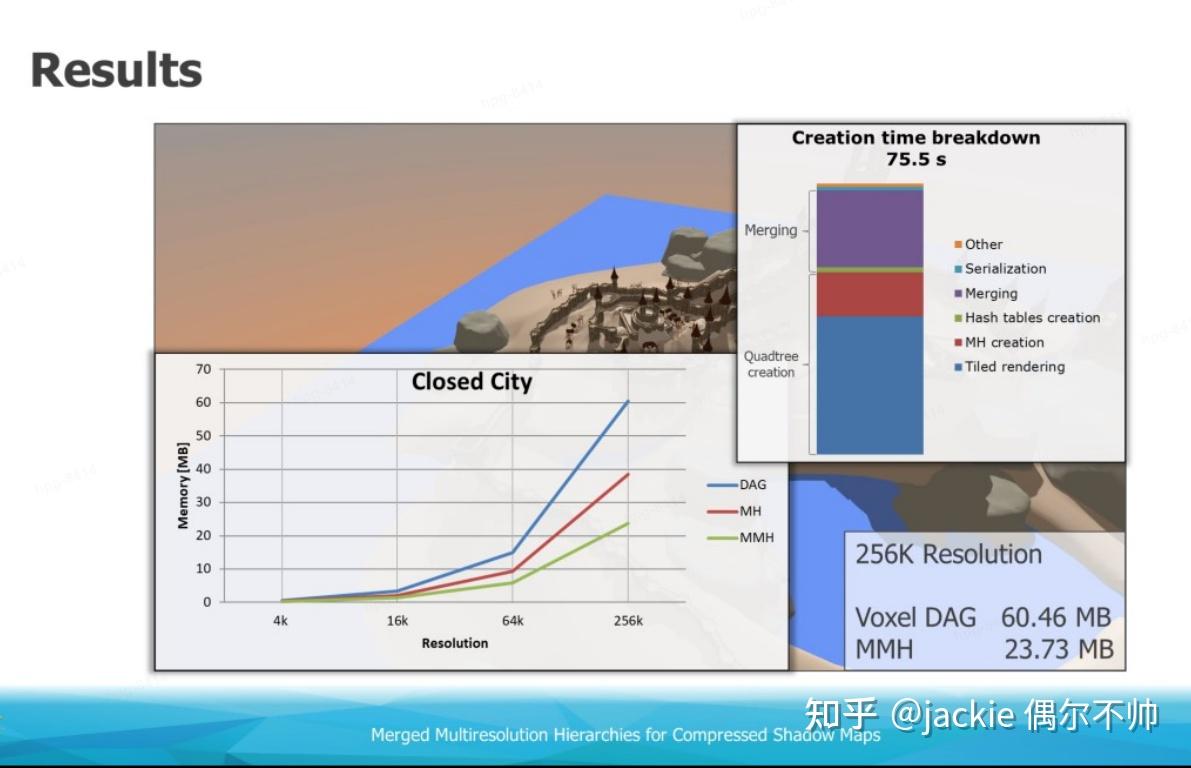 Results
Creation time breakdown
75.5 s
Merging
Quadtree
creation
Other
Serialization
Merging
Hash tables creation
MH creation
Tiled rendering
Closed City
Memory [MB]
70
60
50
40
30
20
10
0
4k
16k
64k
256k
Resolution
DAG
MH
MMH
256K Resolution
Voxel DAG 60.46 MB
MMH 23.73 MB
知乎 @jackie 偶尔不帅
Merged Multiresolution Hierarchies for Compressed Shadow Maps
hpg-8414